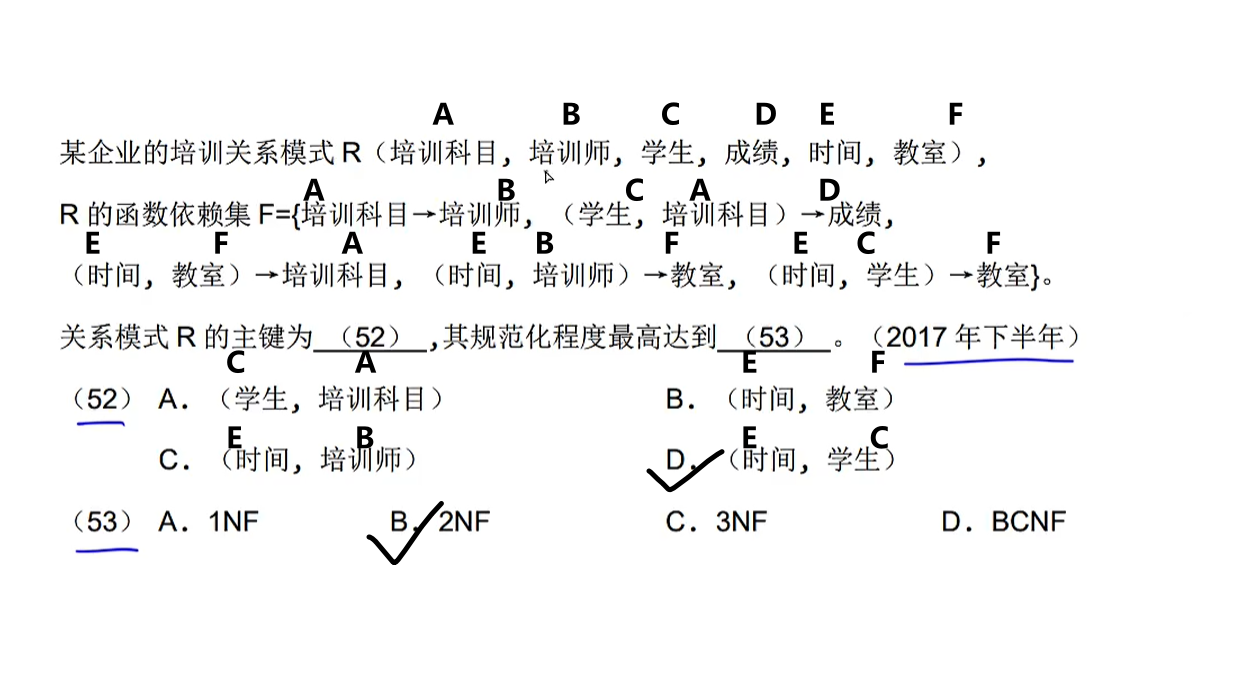 A B C D E F
某企业的培训关系模式 R（培训科目，培训师，学生，成绩，时间，教室），
A B C A D
R 的函数依赖集 F={培训科目→培训师，（学生，培训科目）→成绩，
E F A E B F E C F
（时间，教室）→培训科目，（时间，培训师）→教室，（时间，学生）→教室}。
关系模式 R 的主键为 （52） ,其规范化程度最高达到 （53） 。（2017 年下半年）
C A E F
（52） A．（学生，培训科目） B．（时间，教室）
E B E C
C．（时间，培训师） D．（时间，学生）
（53） A．1NF B．2NF C．3NF D．BCNF